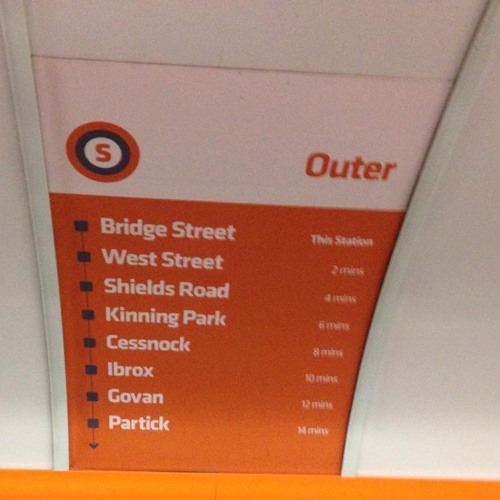 S
Outer
Bridge Street This Station
West Street 2 mins
Shields Road 4 mins
Kinning Park 6 mins
Cessnock 8 mins
Ibrox 10 mins
Govan 12 mins
Partick 14 mins